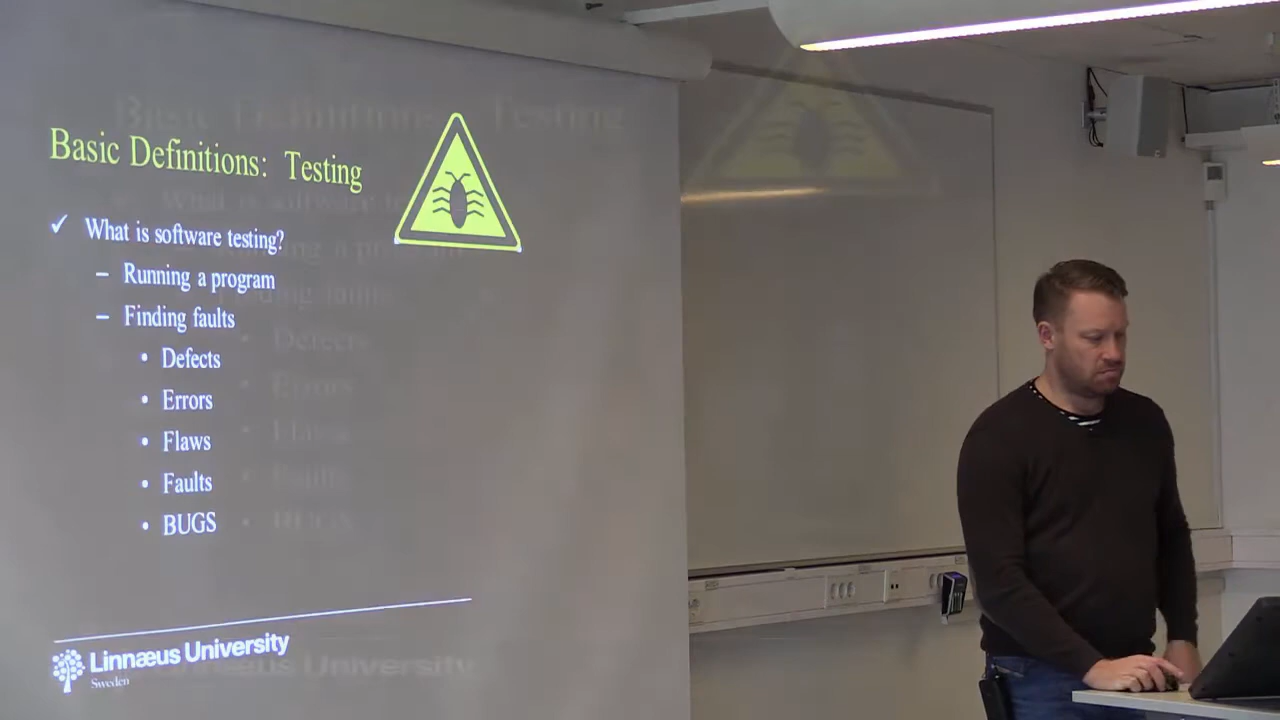 Basic Definitions: Testing
✓ What is software testing?
– Running a program
– Finding faults
• Defects
• Errors
• Flaws
• Faults
• BUGS
Linnæus University
Sweden